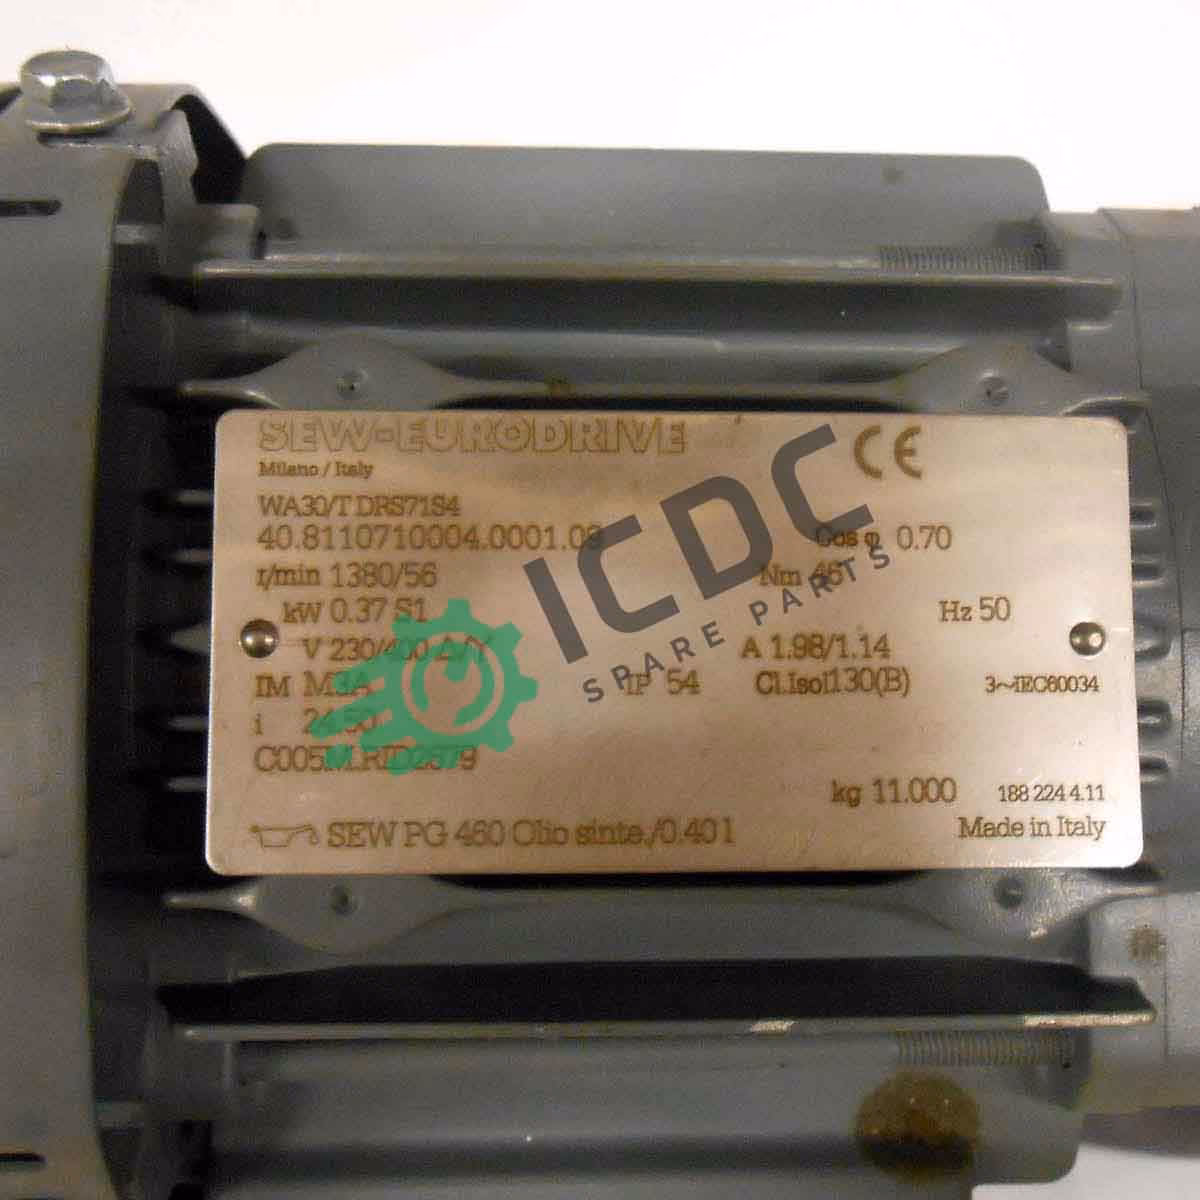 SEW-EURODRIVE
Milano / Italy
WA30/T DRS71S4
40.8110710004.0001.09 Cos φ 0.70
r/min 1380/56 Nm 46
kW 0.37 S1 Hz 50
V 230/400 Δ/Y A 1.98/1.14
IM M3A IP 54 Cl.Isol130(B) 3~IEC60034
i
kg 11.000 188 224 4.11
SEW PG 460 Olio sinte./0.40 l Made in Italy
CE
ICDC
SPARE PARTS